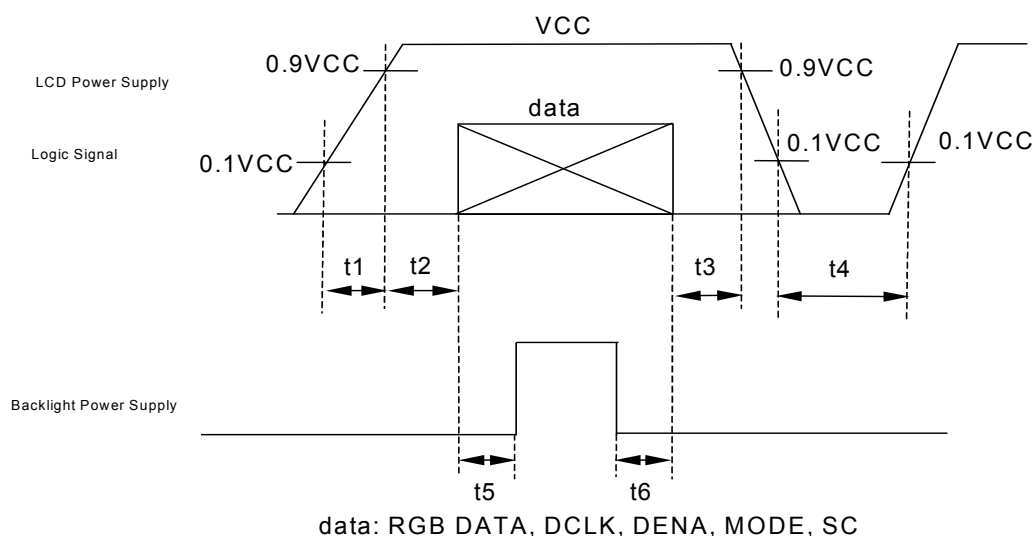 VCC
0.9VCC
0.9VCC
LCD Power Supply
data
Logic Signal
0.1VCC
0.1VCC
0.1VCC
t1
t2
t3
t4
Backlight Power Supply
t5
t6
data: RGB DATA, DCLK, DENA, MODE, SC